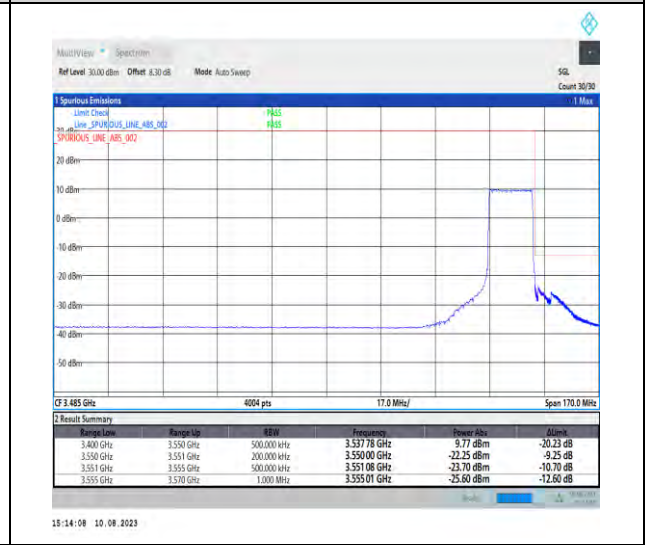 MultiView Spectrum
Ref Level 30.00 dBm Offset 8.30 dB Mode Auto Sweep SGL
Count 30/30
1 Spurious Emissions 1 Max
Limit Check PASS
Line _SPURIOUS_LINE_ABS_002 PASS
SPURIOUS_LINE_ABS_002
20 dBm
10 dBm
0 dBm
-10 dBm
-20 dBm
-30 dBm
-40 dBm
-50 dBm
CF 3.485 GHz 4004 pts 17.0 MHz/ Span 170.0 MHz
2 Result Summary
Range Low Range Up RBW Frequency Power Abs ΔLimit
3.400 GHz 3.550 GHz 500.000 kHz 3.537 78 GHz 9.77 dBm -20.23 dB
3.550 GHz 3.551 GHz 200.000 kHz 3.550 00 GHz -22.25 dBm -9.25 dB
3.551 GHz 3.555 GHz 500.000 kHz 3.551 08 GHz -23.70 dBm -10.70 dB
3.555 GHz 3.570 GHz 1.000 MHz 3.555 01 GHz -25.60 dBm -12.60 dB
15:14:08 10.08.2023